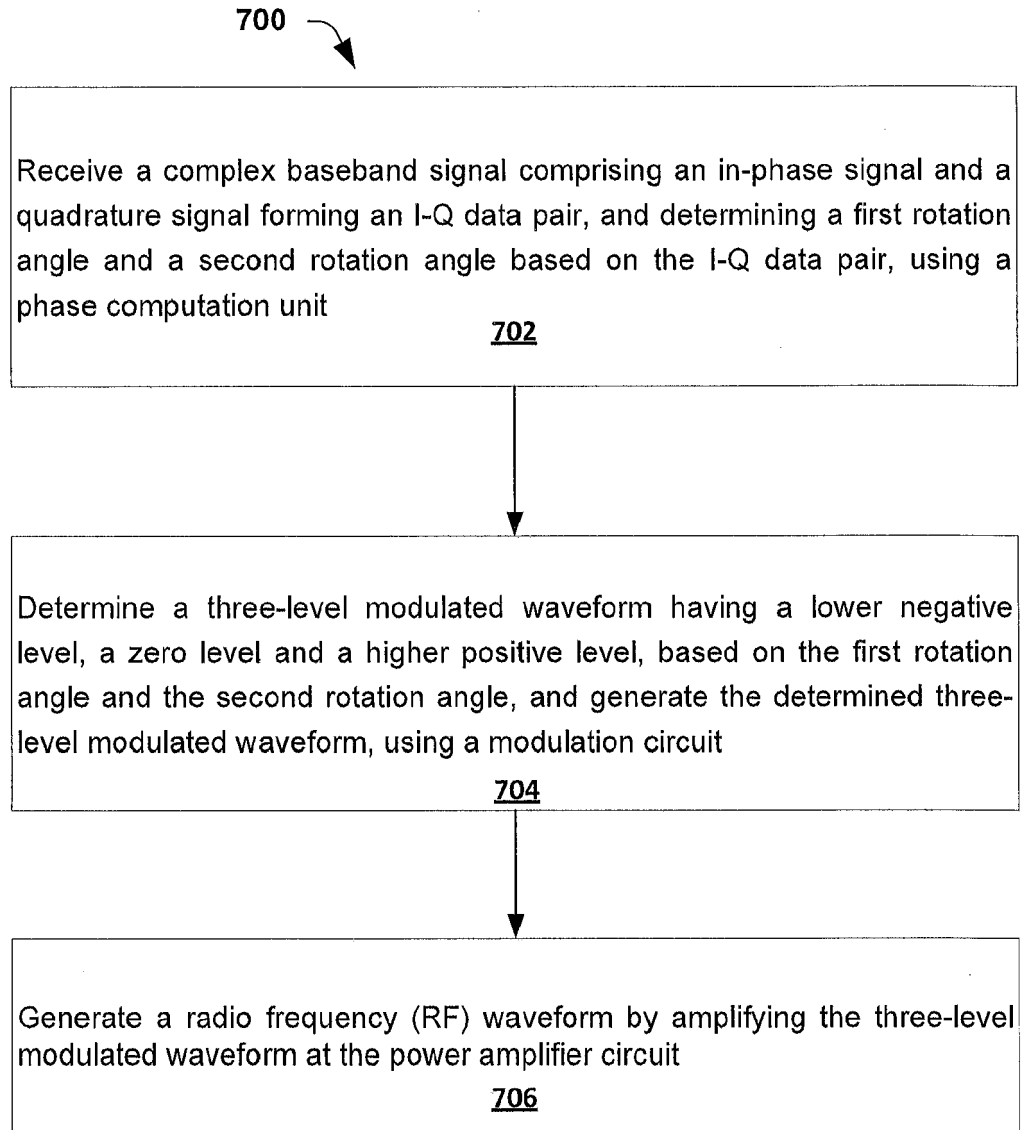 700
Receive a complex baseband signal comprising an in-phase signal and a
quadrature signal forming an I-Q data pair, and determining a first rotation
angle and a second rotation angle based on the I-Q data pair, using a
phase computation unit
702
Determine a three-level modulated waveform having a lower negative
level, a zero level and a higher positive level, based on the first rotation
angle and the second rotation angle, and generate the determined three-
level modulated waveform, using a modulation circuit
704
Generate a radio frequency (RF) waveform by amplifying the three-level
modulated waveform at the power amplifier circuit
706